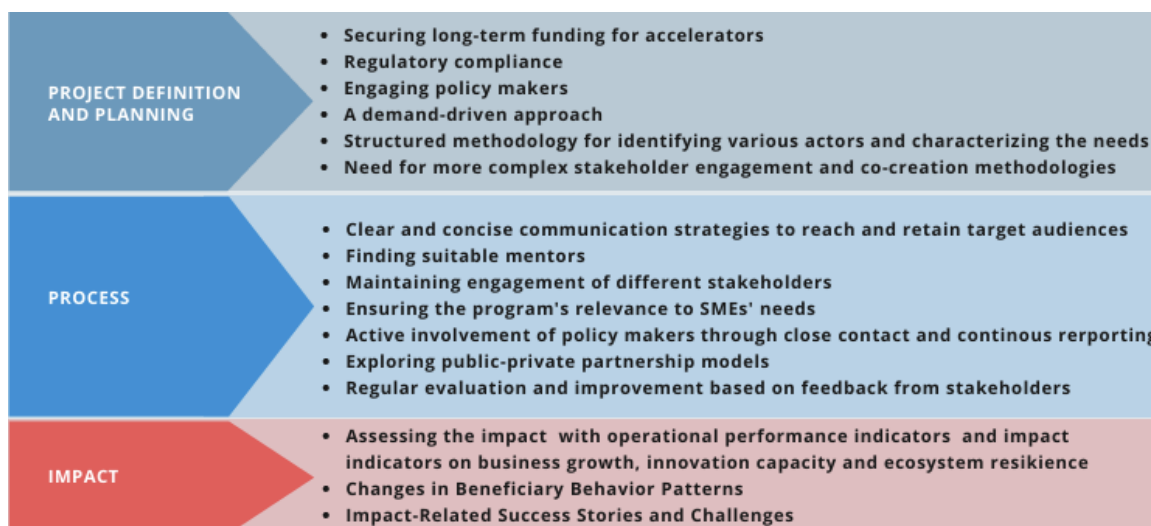 PROJECT DEFINITION
AND PLANNING
• Securing long-term funding for accelerators
• Regulatory compliance
• Engaging policy makers
• A demand-driven approach
• Structured methodology for identifying various actors and characterizing the needs
• Need for more complex stakeholder engagement and co-creation methodologies
PROCESS
• Clear and concise communication strategies to reach and retain target audiences
• Finding suitable mentors
• Maintaining engagement of different stakeholders
• Ensuring the program's relevance to SMEs' needs
• Active involvement of policy makers through close contact and continous rerporting
• Exploring public-private partnership models
• Regular evaluation and improvement based on feedback from stakeholders
IMPACT
• Assessing the impact with operational performance indicators and impact
indicators on business growth, innovation capacity and ecosystem resikience
• Changes in Beneficiary Behavior Patterns
• Impact-Related Success Stories and Challenges